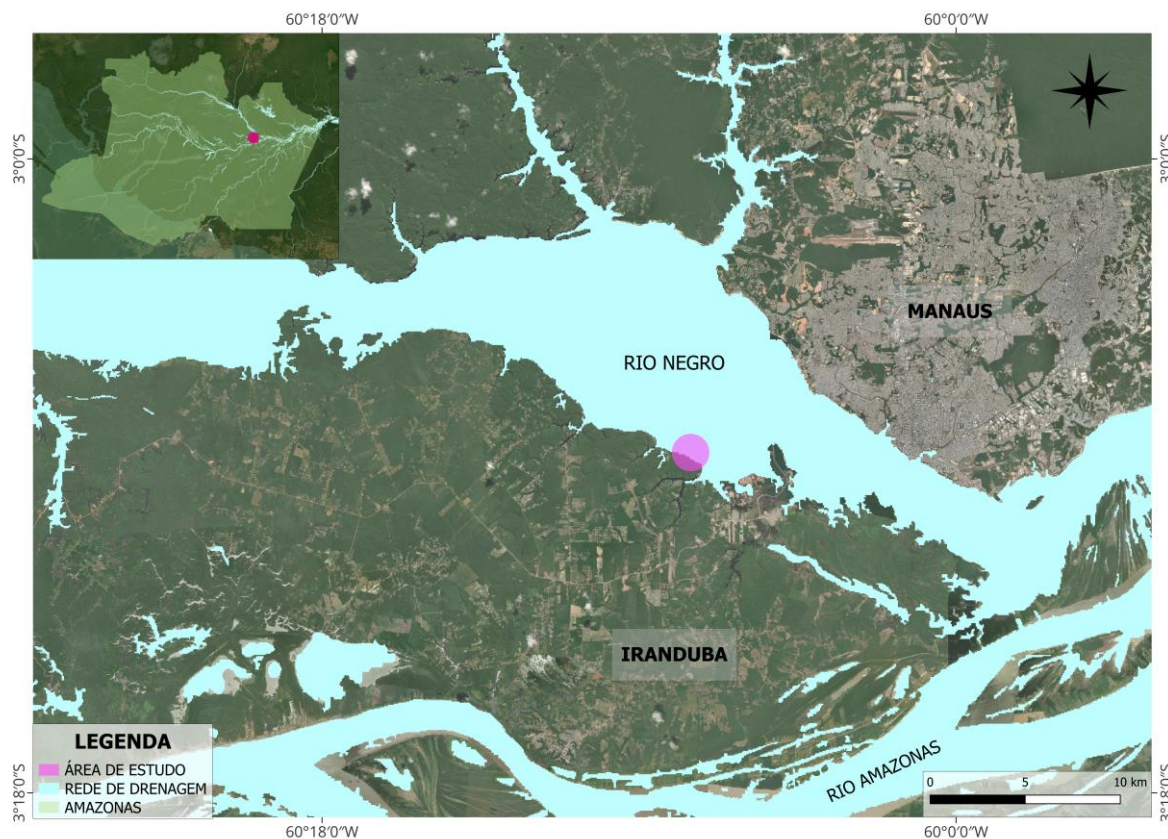 60°18'0"W
60°0'0"W
3°0'0"S
3°0'0"S
MANAUS
RIO NEGRO
IRANDUBA
RIO AMAZONAS
LEGENDA
ÁREA DE ESTUDO
REDE DE DRENAGEM
AMAZONAS
0 5 10 km
3°18'0"S
3°18'0"S
60°18'0"W
60°0'0"W